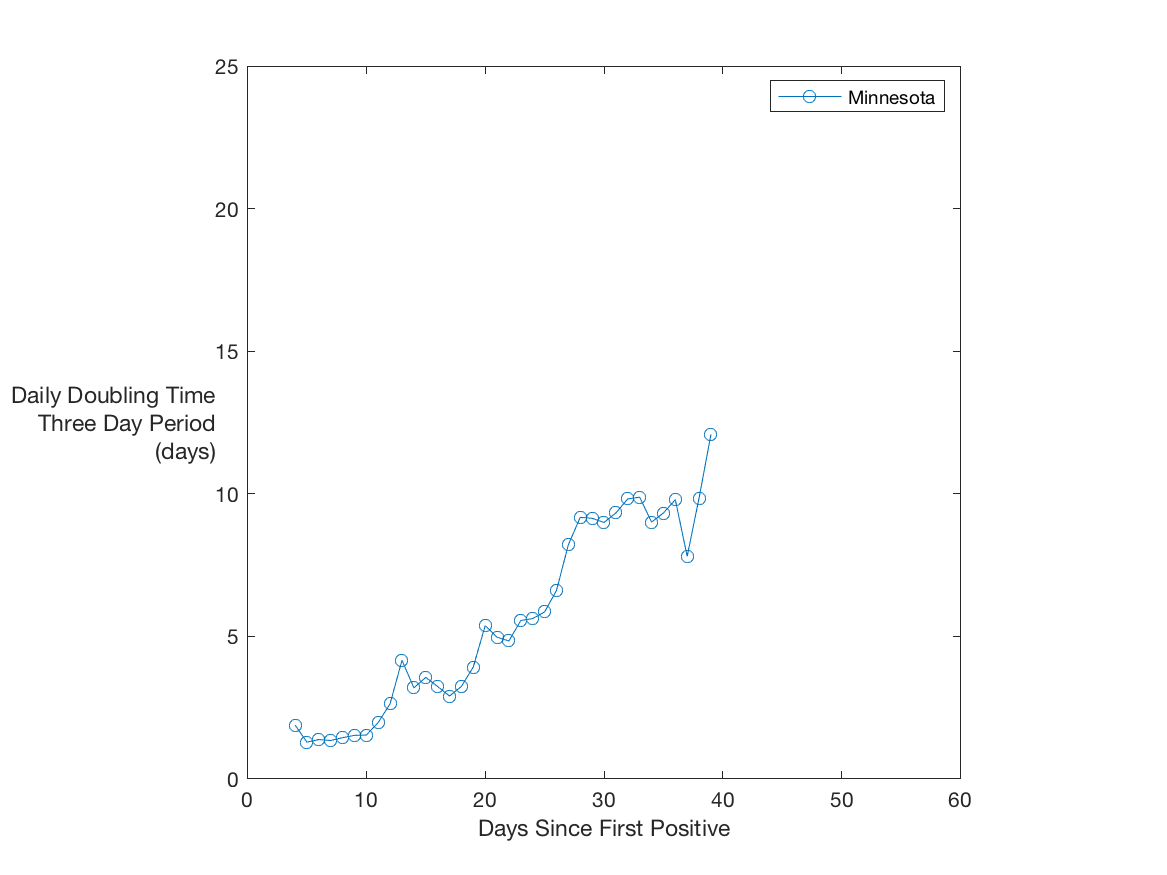 25
Minnesota
20
15
Daily Doubling Time
Three Day Period
(days)
10
5
0
0 10 20 30 40 50 60
Days Since First Positive